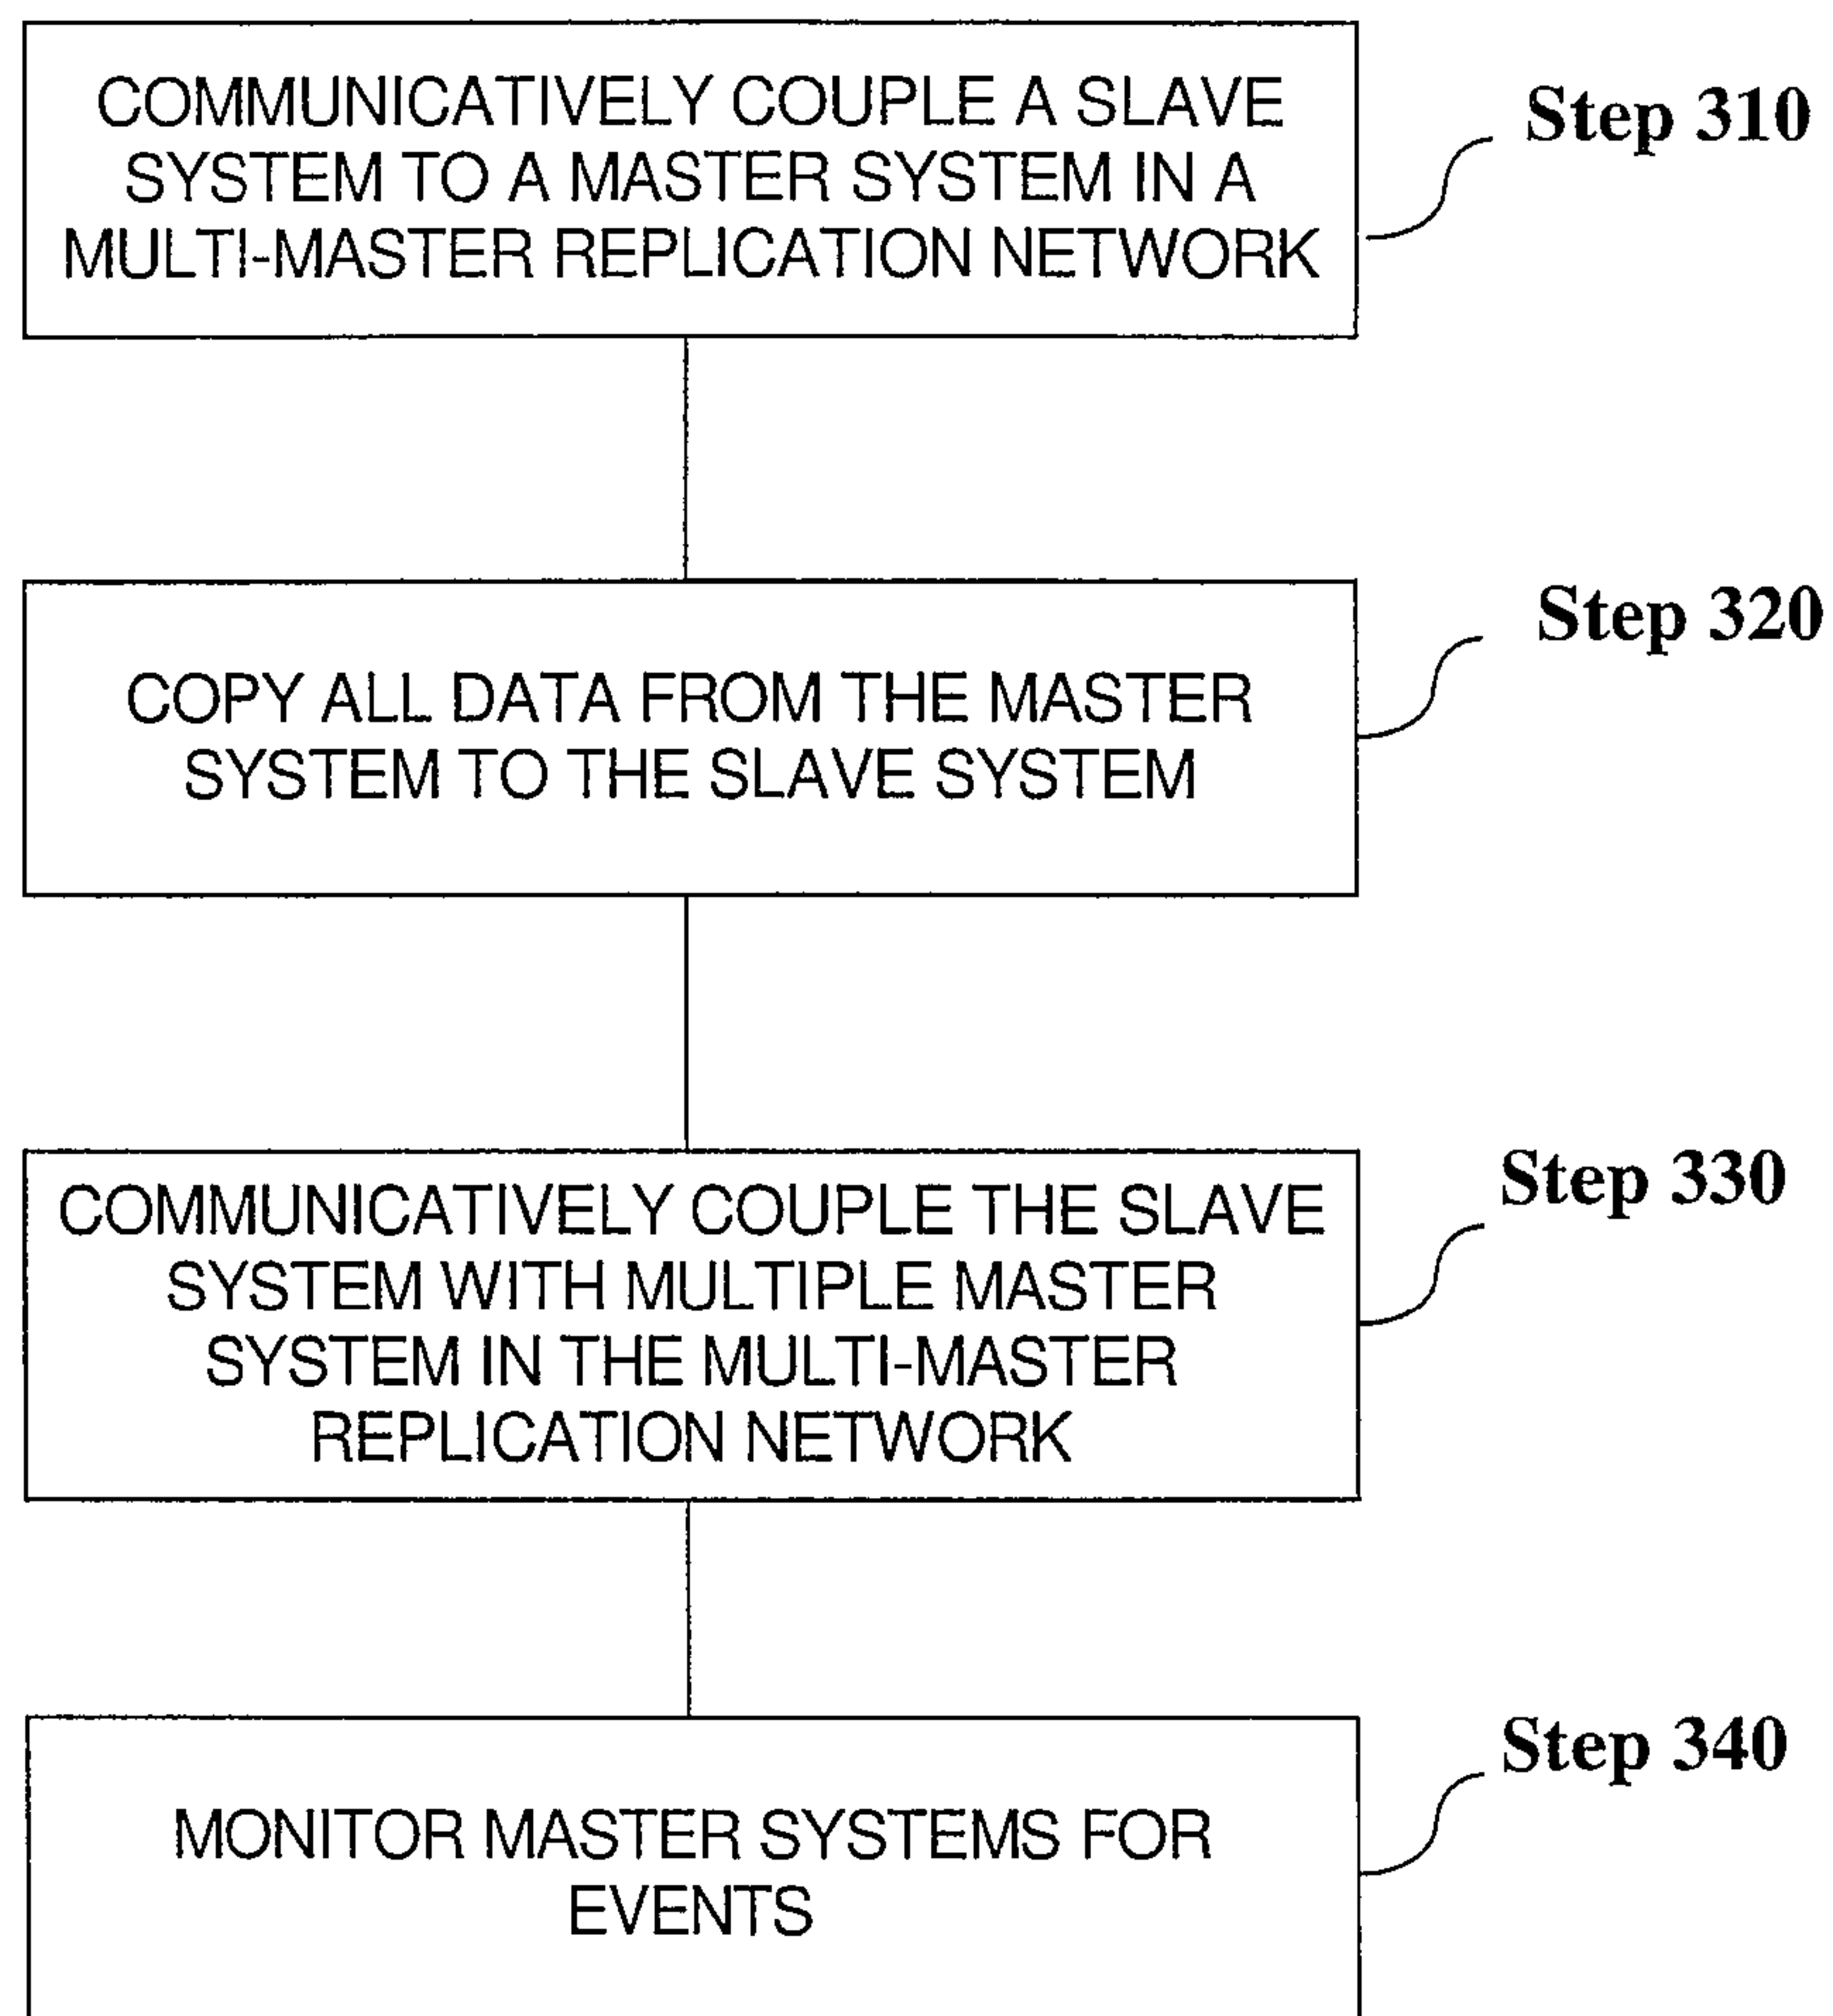 COMMUNICATIVELY COUPLE A SLAVE
SYSTEM TO A MASTER SYSTEM IN A
MULTI-MASTER REPLICATION NETWORK
Step 310
COPY ALL DATA FROM THE MASTER
SYSTEM TO THE SLAVE SYSTEM
Step 320
COMMUNICATIVELY COUPLE THE SLAVE
SYSTEM WITH MULTIPLE MASTER
SYSTEM IN THE MULTI-MASTER
REPLICATION NETWORK
Step 330
MONITOR MASTER SYSTEMS FOR
EVENTS
Step 340